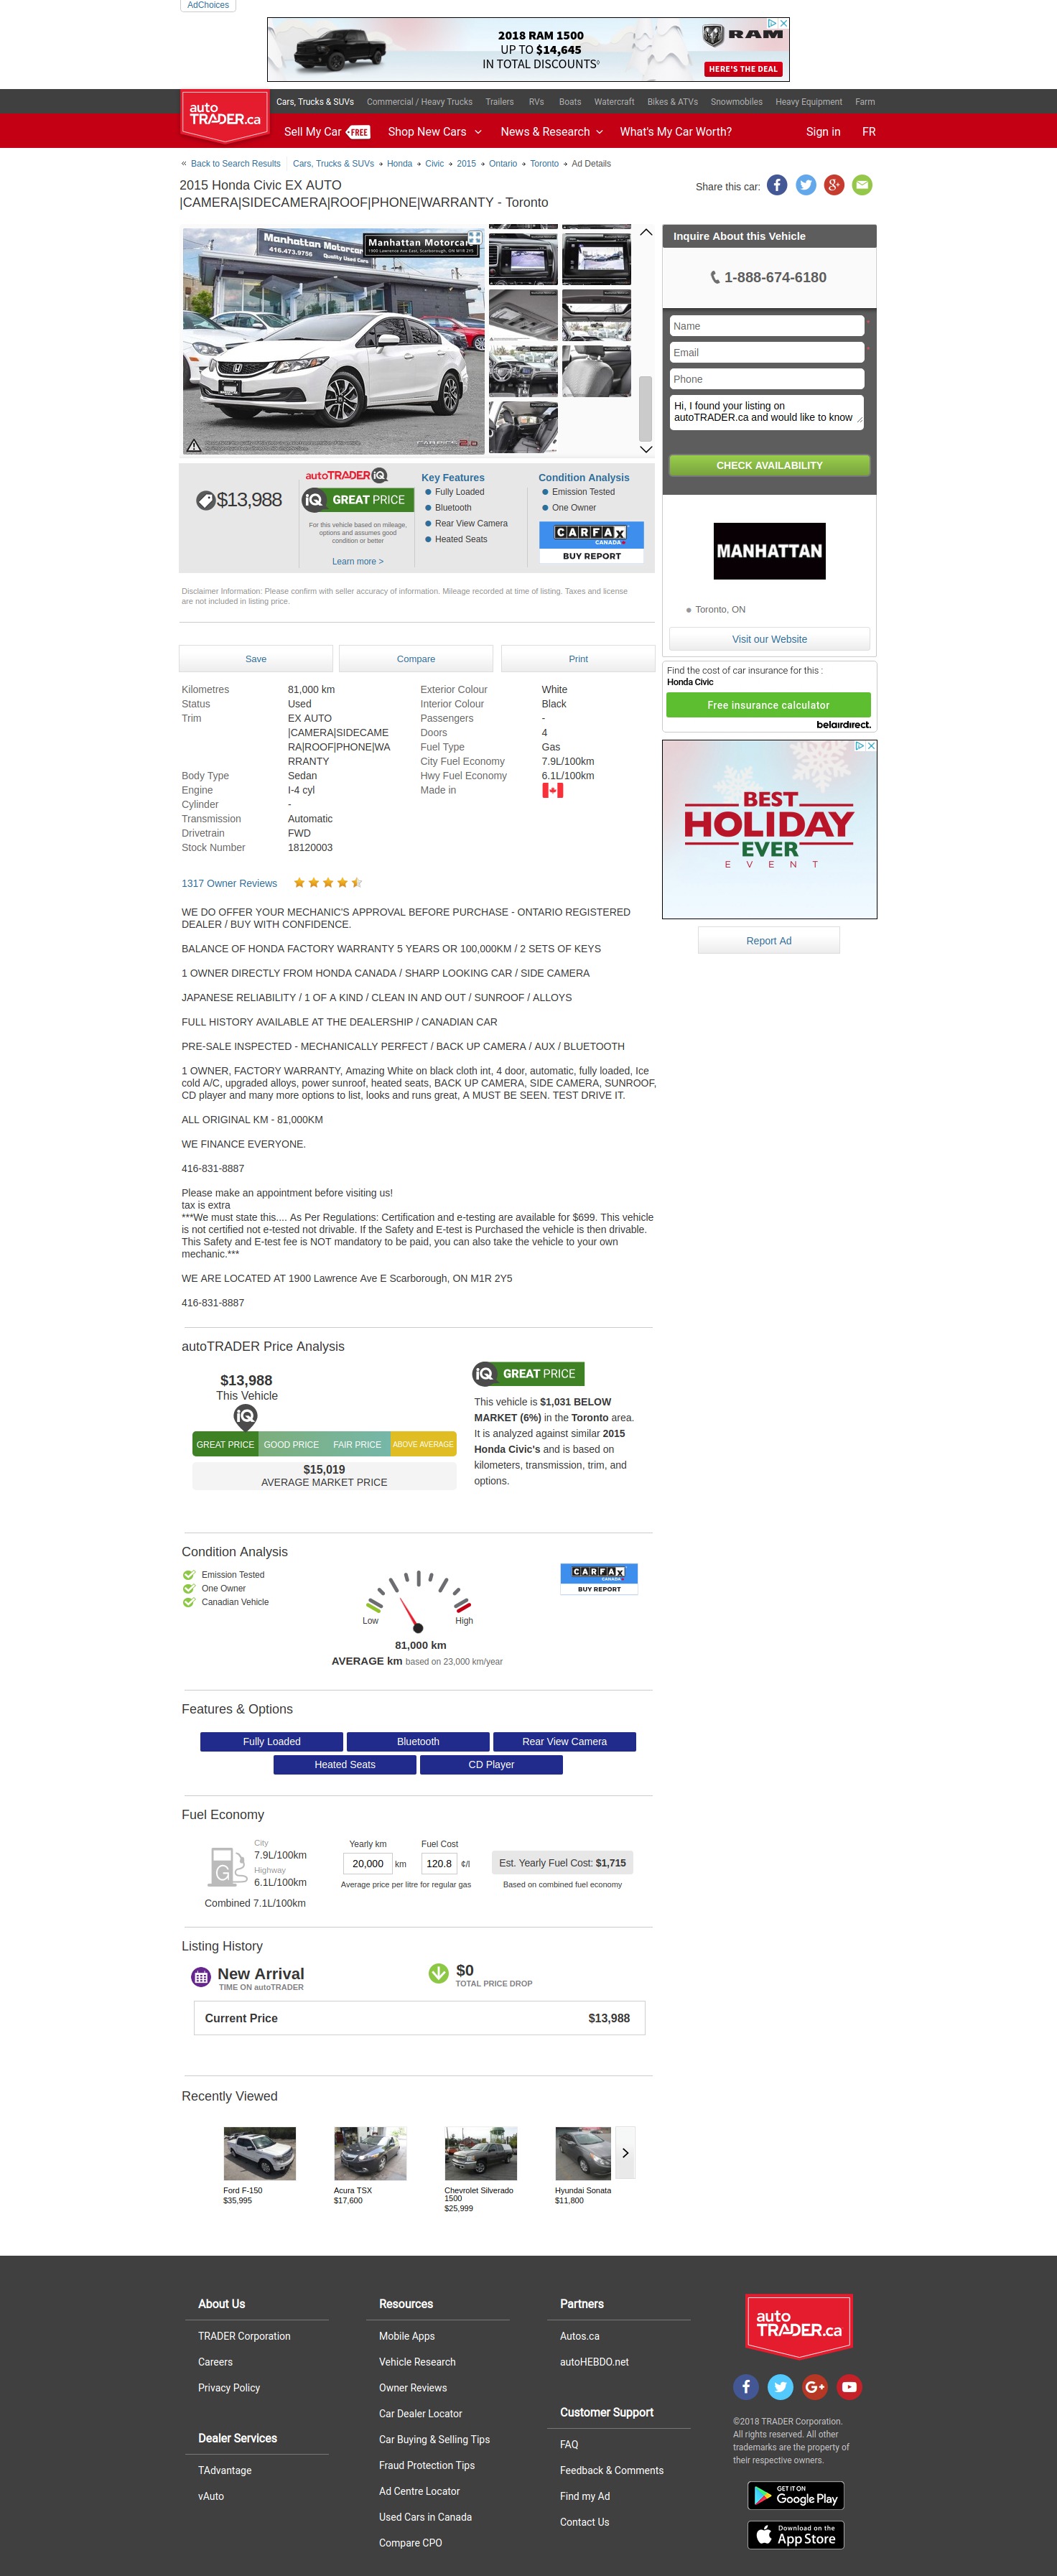 AdChoices
2018 RAM 1500
UP TO $14,645
IN TOTAL DISCOUNTS◊
RAM
HERE'S THE DEAL
auto
TRADER.ca
Cars, Trucks & SUVs Commercial / Heavy Trucks Trailers RVs Boats Watercraft Bikes & ATVs Snowmobiles Heavy Equipment Farm
Sell My Car FREE Shop New Cars News & Research What's My Car Worth? Sign in FR
« Back to Search Results Cars, Trucks & SUVs Honda Civic 2015 Ontario Toronto Ad Details
2015 Honda Civic EX AUTO
|CAMERA|SIDECAMERA|ROOF|PHONE|WARRANTY - Toronto
Share this car:
Manhattan Motorcars
416.473.9756 Quality Used Cars
Manhattan Motorcars
1900 Lawrence Ave East, Scarborough, ON M1R 2Y5
Inquire About this Vehicle
1-888-674-6180
Name
Email
Phone
Hi, I found your listing on
autoTRADER.ca and would like to know
CHECK AVAILABILITY
$13,988
autoTRADER iQ
iQ GREAT PRICE
For this vehicle based on mileage,
options and assumes good
condition or better
Learn more >
Key Features
Fully Loaded
Bluetooth
Rear View Camera
Heated Seats
Condition Analysis
Emission Tested
One Owner
CARFAX
CANADA
BUY REPORT
MANHATTAN
Toronto, ON
Visit our Website
Disclaimer Information: Please confirm with seller accuracy of information. Mileage recorded at time of listing. Taxes and license
are not included in listing price.
Save Compare Print
Find the cost of car insurance for this :
Honda Civic
Free insurance calculator
belairdirect.
Kilometres 81,000 km
Status Used
Trim EX AUTO
|CAMERA|SIDECAME
RA|ROOF|PHONE|WA
RRANTY
Body Type Sedan
Engine I-4 cyl
Cylinder -
Transmission Automatic
Drivetrain FWD
Stock Number 18120003
Exterior Colour White
Interior Colour Black
Passengers -
Doors 4
Fuel Type Gas
City Fuel Economy 7.9L/100km
Hwy Fuel Economy 6.1L/100km
Made in
BEST
HOLIDAY
EVER
EVENT
Report Ad
1317 Owner Reviews
WE DO OFFER YOUR MECHANIC'S APPROVAL BEFORE PURCHASE - ONTARIO REGISTERED
DEALER / BUY WITH CONFIDENCE.
BALANCE OF HONDA FACTORY WARRANTY 5 YEARS OR 100,000KM / 2 SETS OF KEYS
1 OWNER DIRECTLY FROM HONDA CANADA / SHARP LOOKING CAR / SIDE CAMERA
JAPANESE RELIABILITY / 1 OF A KIND / CLEAN IN AND OUT / SUNROOF / ALLOYS
FULL HISTORY AVAILABLE AT THE DEALERSHIP / CANADIAN CAR
PRE-SALE INSPECTED - MECHANICALLY PERFECT / BACK UP CAMERA / AUX / BLUETOOTH
1 OWNER, FACTORY WARRANTY, Amazing White on black cloth int, 4 door, automatic, fully loaded, Ice
cold A/C, upgraded alloys, power sunroof, heated seats, BACK UP CAMERA, SIDE CAMERA, SUNROOF,
CD player and many more options to list, looks and runs great, A MUST BE SEEN. TEST DRIVE IT.
ALL ORIGINAL KM - 81,000KM
WE FINANCE EVERYONE.
416-831-8887
Please make an appointment before visiting us!
tax is extra
***We must state this.... As Per Regulations: Certification and e-testing are available for $699. This vehicle
is not certified not e-tested not drivable. If the Safety and E-test is Purchased the vehicle is then drivable.
This Safety and E-test fee is NOT mandatory to be paid, you can also take the vehicle to your own
mechanic.***
WE ARE LOCATED AT 1900 Lawrence Ave E Scarborough, ON M1R 2Y5
416-831-8887
autoTRADER Price Analysis
$13,988
This Vehicle
iQ
GREAT PRICE GOOD PRICE FAIR PRICE ABOVE AVERAGE
$15,019
AVERAGE MARKET PRICE
iQ GREAT PRICE
This vehicle is $1,031 BELOW
MARKET (6%) in the Toronto area.
It is analyzed against similar 2015
Honda Civic's and is based on
kilometers, transmission, trim, and
options.
Condition Analysis
Emission Tested
One Owner
Canadian Vehicle
Low High
81,000 km
AVERAGE km based on 23,000 km/year
CARFAX
CANADA
BUY REPORT
Features & Options
Fully Loaded Bluetooth Rear View Camera
Heated Seats CD Player
Fuel Economy
G
City
7.9L/100km
Highway
6.1L/100km
Combined 7.1L/100km
Yearly km Fuel Cost
20,000 km 120.8 ¢/l
Average price per litre for regular gas
Est. Yearly Fuel Cost: $1,715
Based on combined fuel economy
Listing History
New Arrival
TIME ON autoTRADER
$0
TOTAL PRICE DROP
Current Price $13,988
Recently Viewed
Ford F-150
$35,995
Acura TSX
$17,600
Chevrolet Silverado
1500
$25,999
Hyundai Sonata
$11,800
About Us
TRADER Corporation
Careers
Privacy Policy
Dealer Services
TAdvantage
vAuto
Resources
Mobile Apps
Vehicle Research
Owner Reviews
Car Dealer Locator
Car Buying & Selling Tips
Fraud Protection Tips
Ad Centre Locator
Used Cars in Canada
Compare CPO
Partners
Autos.ca
autoHEBDO.net
Customer Support
FAQ
Feedback & Comments
Find my Ad
Contact Us
auto
TRADER.ca
©2018 TRADER Corporation.
All rights reserved. All other
trademarks are the property of
their respective owners.
GET IT ON
Google Play
Download on the
App Store